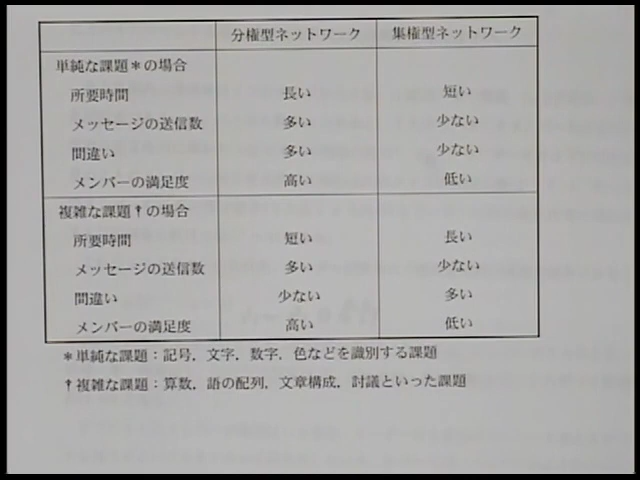 分権型ネットワーク 集権型ネットワーク
単純な課題*の場合
所要時間 長い 短い
メッセージの送信数 多い 少ない
間違い 多い 少ない
メンバーの満足度 高い 低い
複雑な課題†の場合
所要時間 短い 長い
メッセージの送信数 多い 少ない
間違い 少ない 多い
メンバーの満足度 高い 低い
*単純な課題:記号,文字,数字,色などを識別する課題
†複雑な課題:算数,語の配列,文章構成,討議といった課題